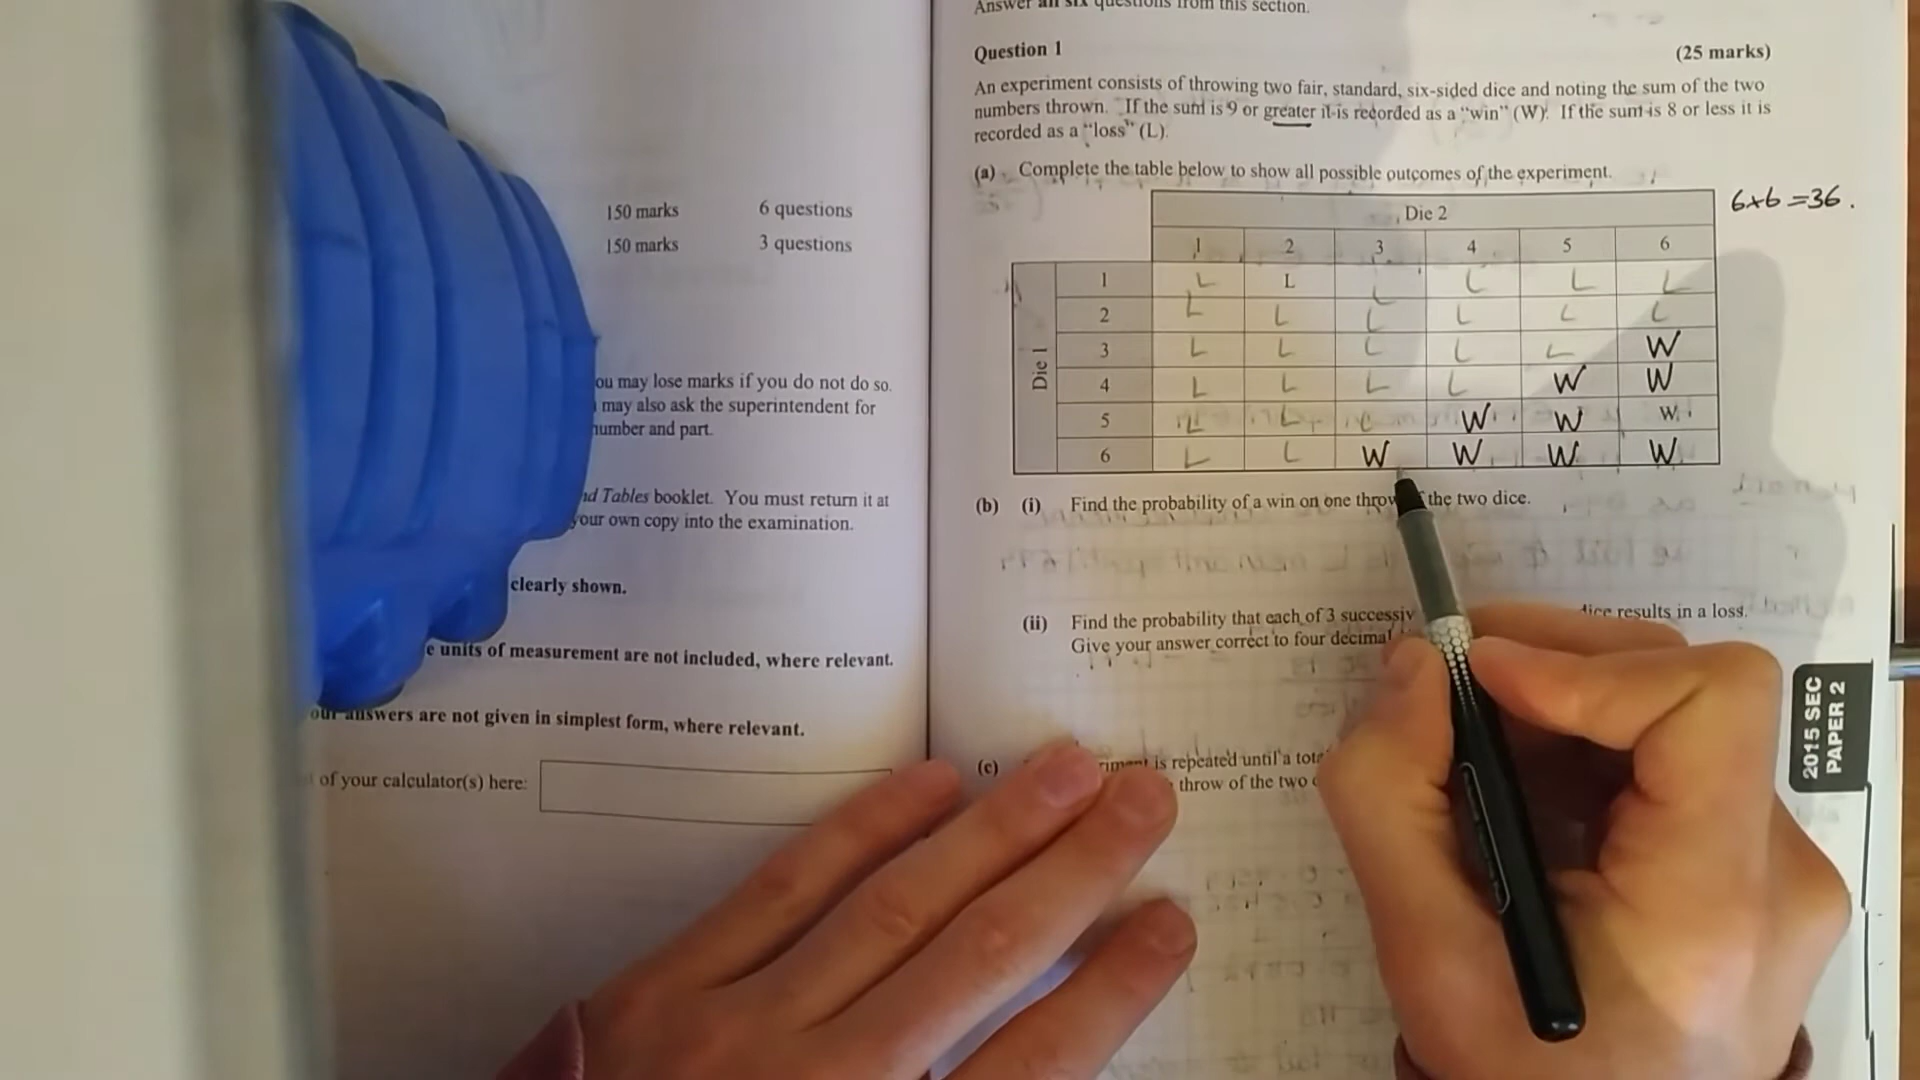 150 marks 6 questions
150 marks 3 questions
ou may lose marks if you do not do so.
may also ask the superintendent for
number and part.
nd Tables booklet. You must return it at
your own copy into the examination.
clearly shown.
e units of measurement are not included, where relevant.
our answers are not given in simplest form, where relevant.
of your calculator(s) here:
Answer all six questions from this section.
Question 1 (25 marks)
An experiment consists of throwing two fair, standard, six-sided dice and noting the sum of the two
numbers thrown. If the sum is 9 or greater it is recorded as a "win" (W). If the sum is 8 or less it is
recorded as a "loss" (L).
(a) Complete the table below to show all possible outcomes of the experiment.
6x6=36.
Die 2
1 2 3 4 5 6
Die 1
1 L L L L L L
2 L L L L L L
3 L L L L L W
4 L L L L W W
5 L L L W W W
6 L L W W W W
(b) (i) Find the probability of a win on one throw the two dice.
(ii) Find the probability that each of 3 successiv dice results in a loss.
Give your answer correct to four decimal
(c) riment is repeated until a tota
throw of the two
2015 SEC
PAPER 2